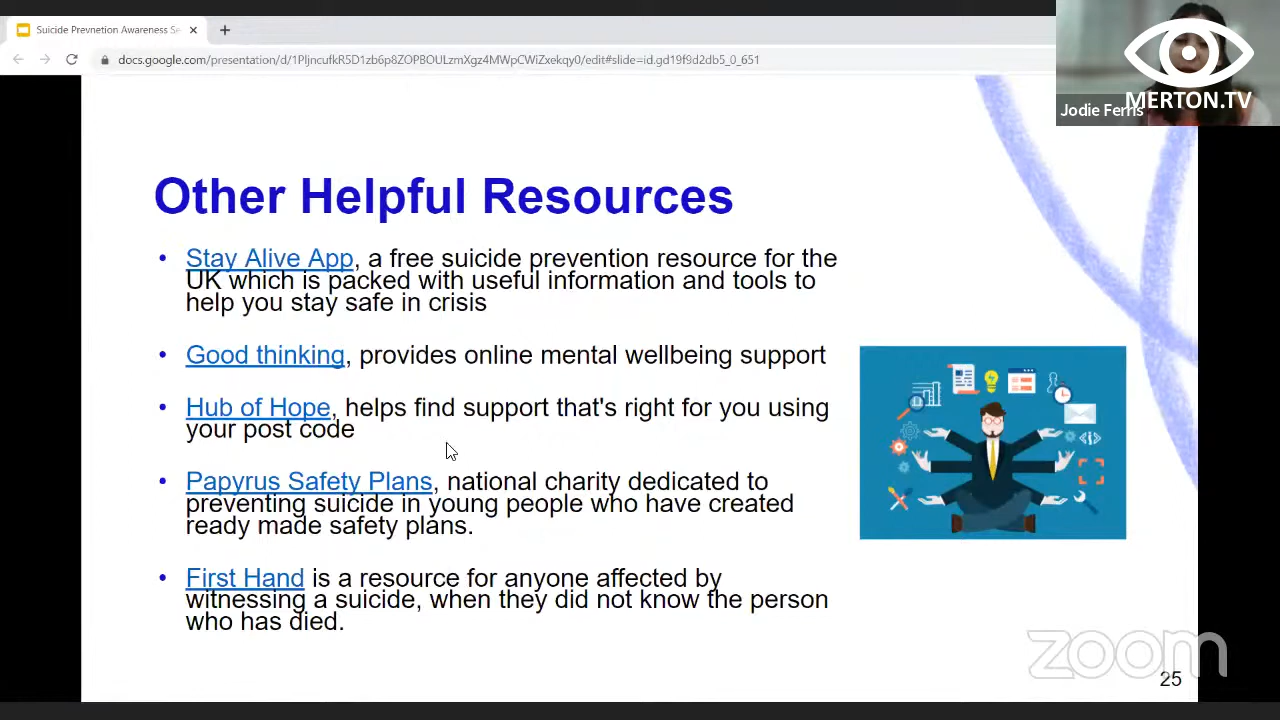 Suicide Prevnetion Awareness Se
docs.google.com/presentation/d/1PIjncufkR5D1zb6p8ZOPBOULzmXgz4MWpCWiZxekqy0/edit#slide=id.gd19f9d2db5_0_651
MERTON.TV
Jodie Ferris
Other Helpful Resources
• Stay Alive App, a free suicide prevention resource for the
UK which is packed with useful information and tools to
help you stay safe in crisis
• Good thinking, provides online mental wellbeing support
• Hub of Hope, helps find support that's right for you using
your post code
• Papyrus Safety Plans, national charity dedicated to
preventing suicide in young people who have created
ready made safety plans.
• First Hand is a resource for anyone affected by
witnessing a suicide, when they did not know the person
who has died.
zoom
25